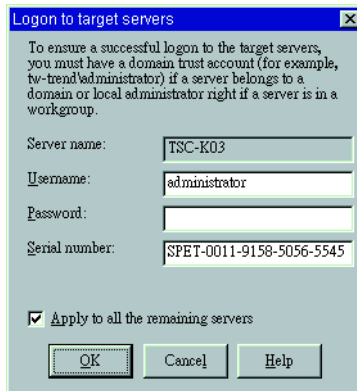 Logon to target servers
To ensure a successful logon to the target servers,
you must have a domain trust account (for example,
tw-trend\administrator) if a server belongs to a
domain or local administrator right if a server is in a
workgroup.
Server name: TSC-K03
Username: administrator
Password:
Serial number: SPET-0011-9158-5056-5545
Apply to all the remaining servers
OK Cancel Help